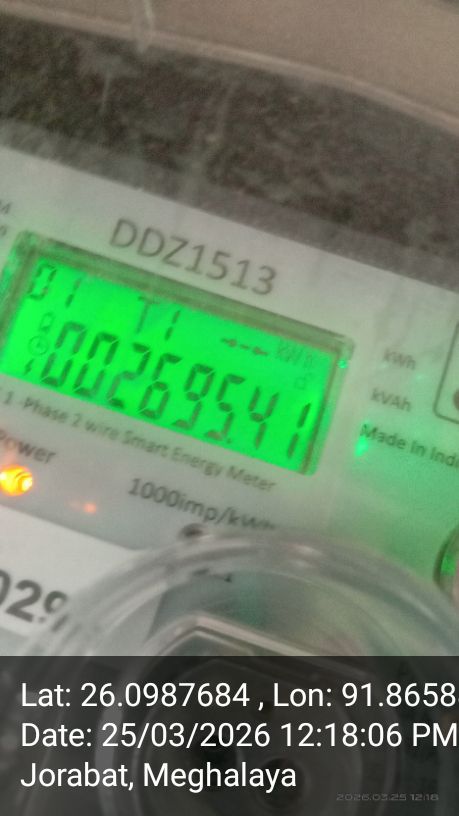 DDZ1513
01 T1 kWh
00269541
kWh
kVAh
Made in Indi
1 - Phase 2 wire Smart Energy Meter
Power
1000imp/kWh
029
Lat: 26.0987684 , Lon: 91.8658
Date: 25/03/2026 12:18:06 PM
Jorabat, Meghalaya
2026.03.25 12:18